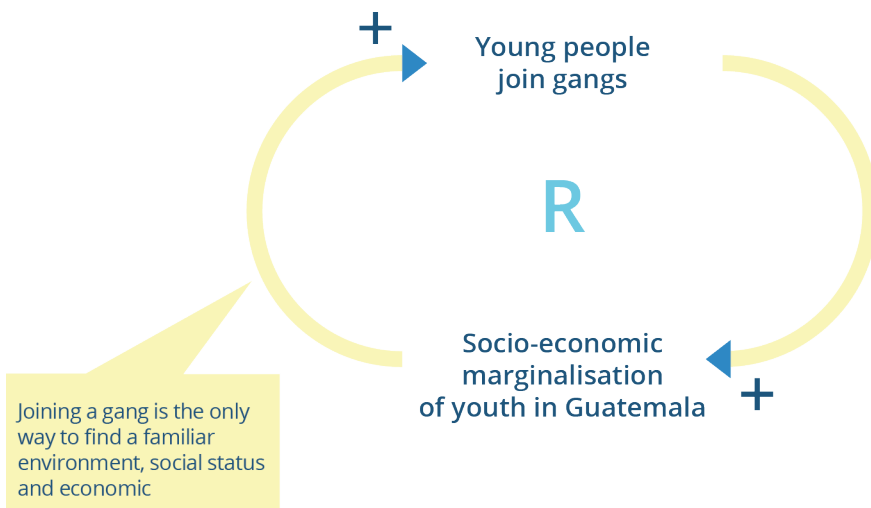 +
Young people
join gangs
R
Socio-economic
marginalisation
of youth in Guatemala
+
Joining a gang is the only
way to find a familiar
environment, social status
and economic